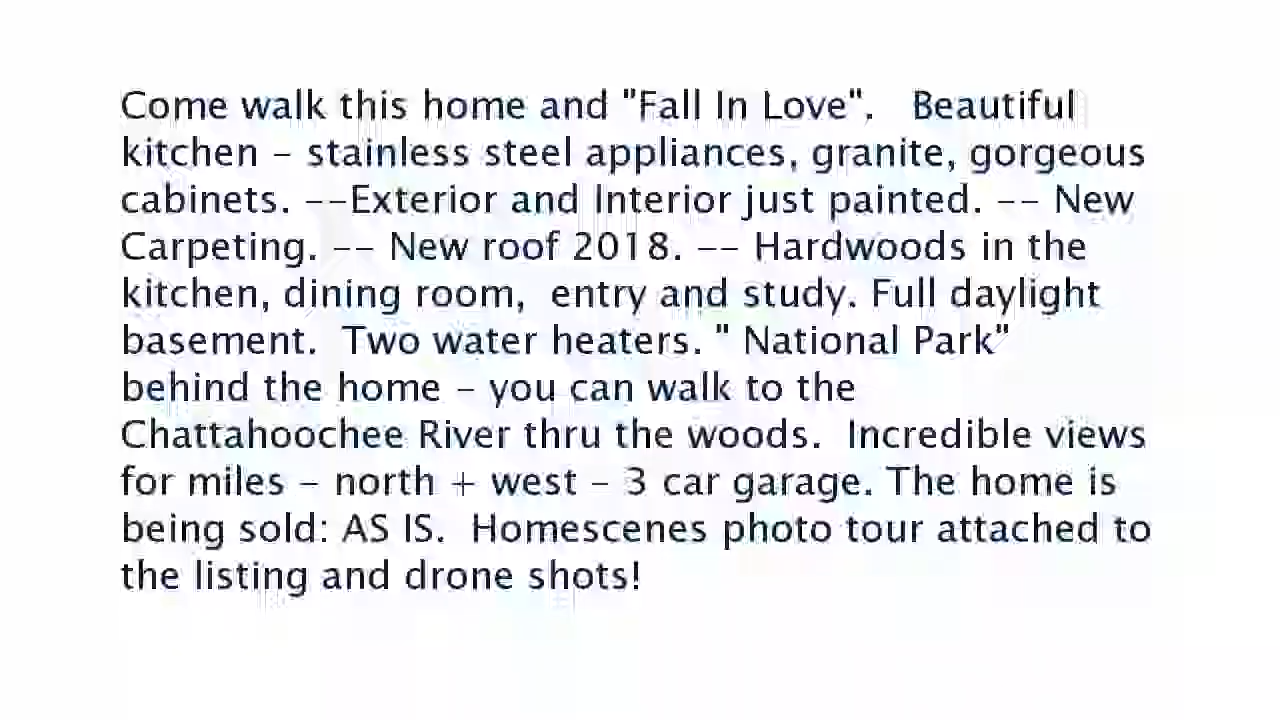 Come walk this home and "Fall In Love".   Beautiful
kitchen – stainless steel appliances, granite, gorgeous
cabinets. --Exterior and Interior just painted. -- New
Carpeting. -- New roof 2018. -- Hardwoods in the
kitchen, dining room,  entry and study. Full daylight
basement.  Two water heaters. " National Park"
behind the home – you can walk to the
Chattahoochee River thru the woods.  Incredible views
for miles – north + west – 3 car garage. The home is
being sold: AS IS.  Homescenes photo tour attached to
the listing and drone shots!